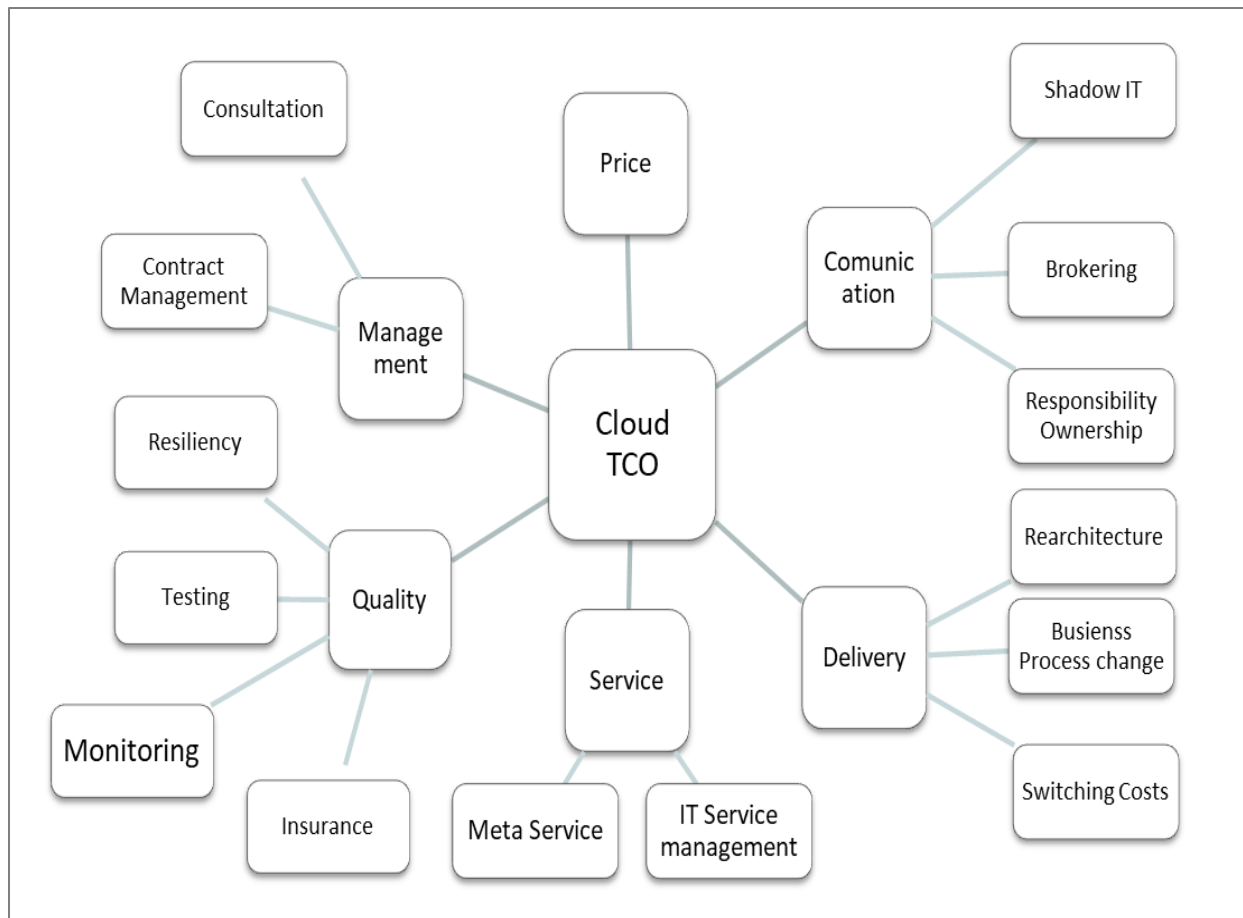 Consultation
Price
Shadow IT
Contract
Management
Manage
ment
Comunic
ation
Brokering
Cloud
TCO
Responsibility
Ownership
Resiliency
Testing
Quality
Monitoring
Insurance
Service
Meta Service
IT Service
management
Delivery
Rearchitecture
Busienss
Process change
Switching Costs